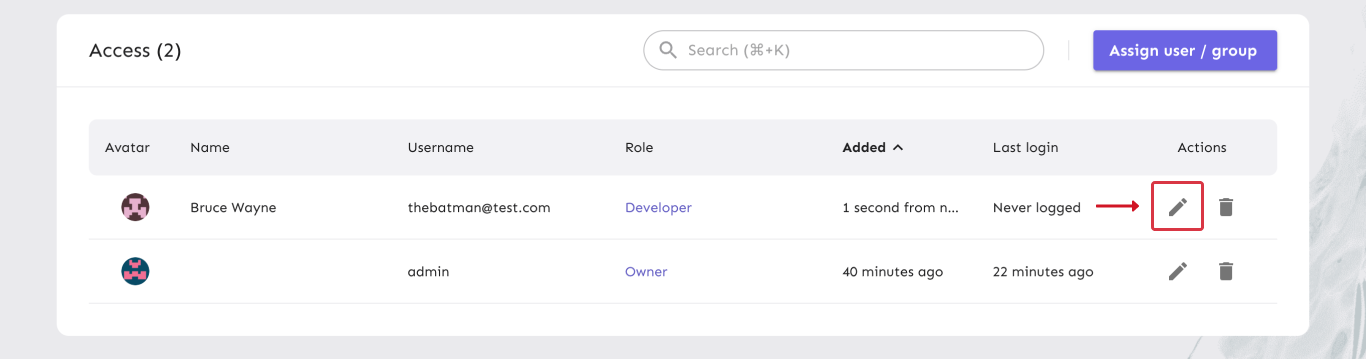 Access (2)
Search (⌘+K)
Assign user / group
Avatar Name Username Role Added Last login Actions
Bruce Wayne thebatman@test.com Developer 1 second from n... Never logged
admin Owner 40 minutes ago 22 minutes ago